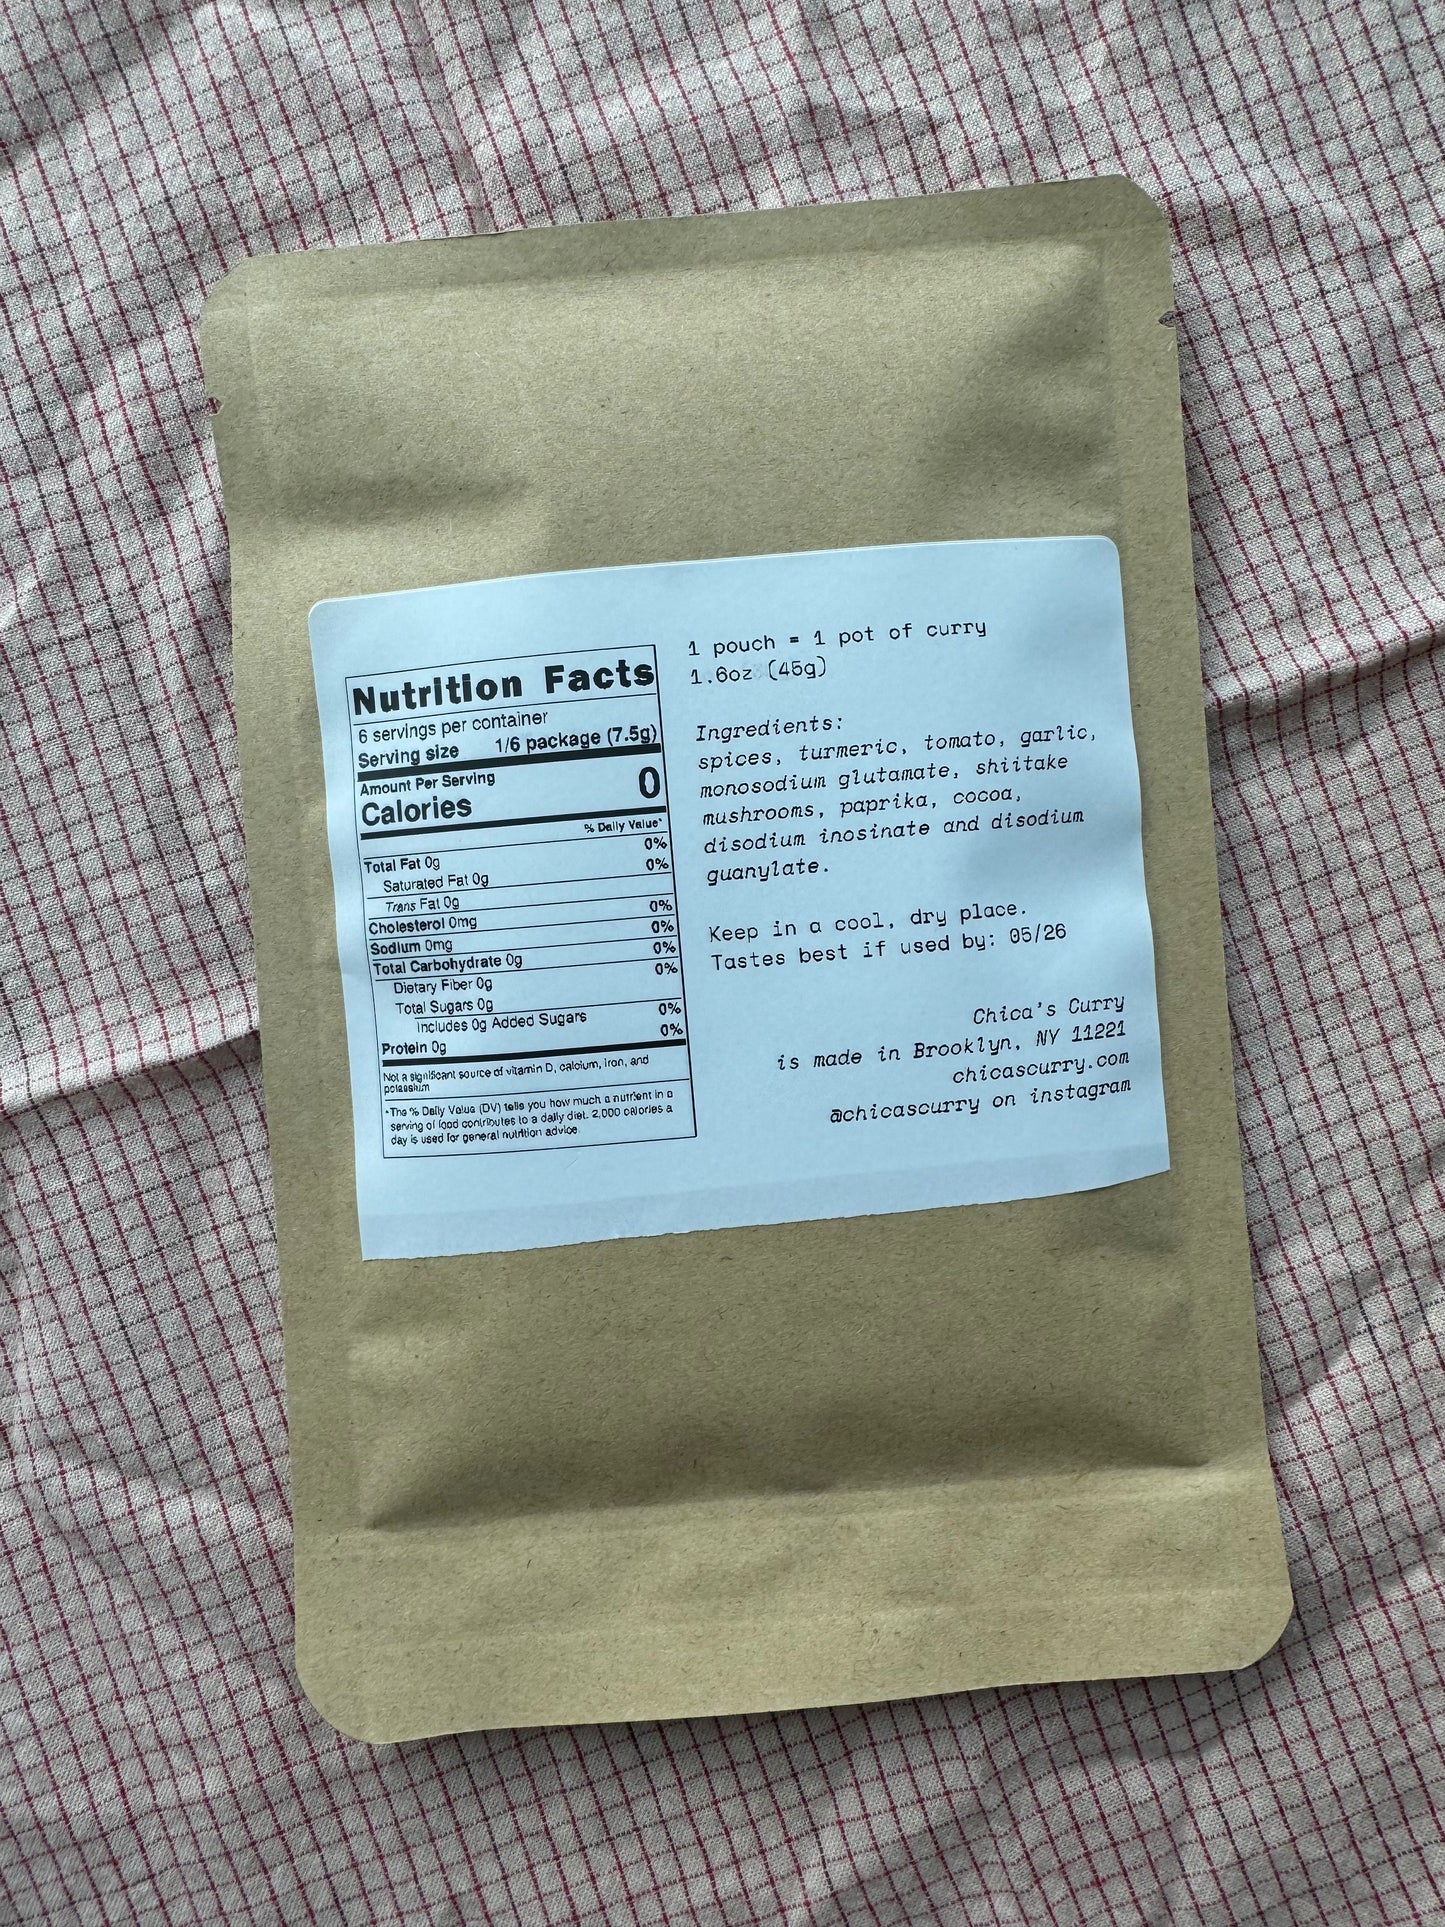 Nutrition Facts
6 servings per container
Serving size 1/6 package (7.5g)
Amount Per Serving
Calories 0
% Daily Value*
Total Fat 0g 0%
Saturated Fat 0g 0%
Trans Fat 0g
Cholesterol 0mg 0%
Sodium 0mg 0%
Total Carbohydrate 0g 0%
Dietary Fiber 0g 0%
Total Sugars 0g
Includes 0g Added Sugars 0%
Protein 0g 0%
Not a significant source of vitamin D, calcium, iron, and
potassium
*The % Daily Value (DV) tells you how much a nutrient in a
serving of food contributes to a daily diet. 2,000 calories a
day is used for general nutrition advice.
1 pouch = 1 pot of curry
1.6oz (45g)
Ingredients:
spices, turmeric, tomato, garlic,
monosodium glutamate, shiitake
mushrooms, paprika, cocoa,
disodium inosinate and disodium
guanylate.
Keep in a cool, dry place.
Tastes best if used by: 05/26
Chica's Curry
is made in Brooklyn, NY 11221
chicascurry.com
@chicascurry on instagram